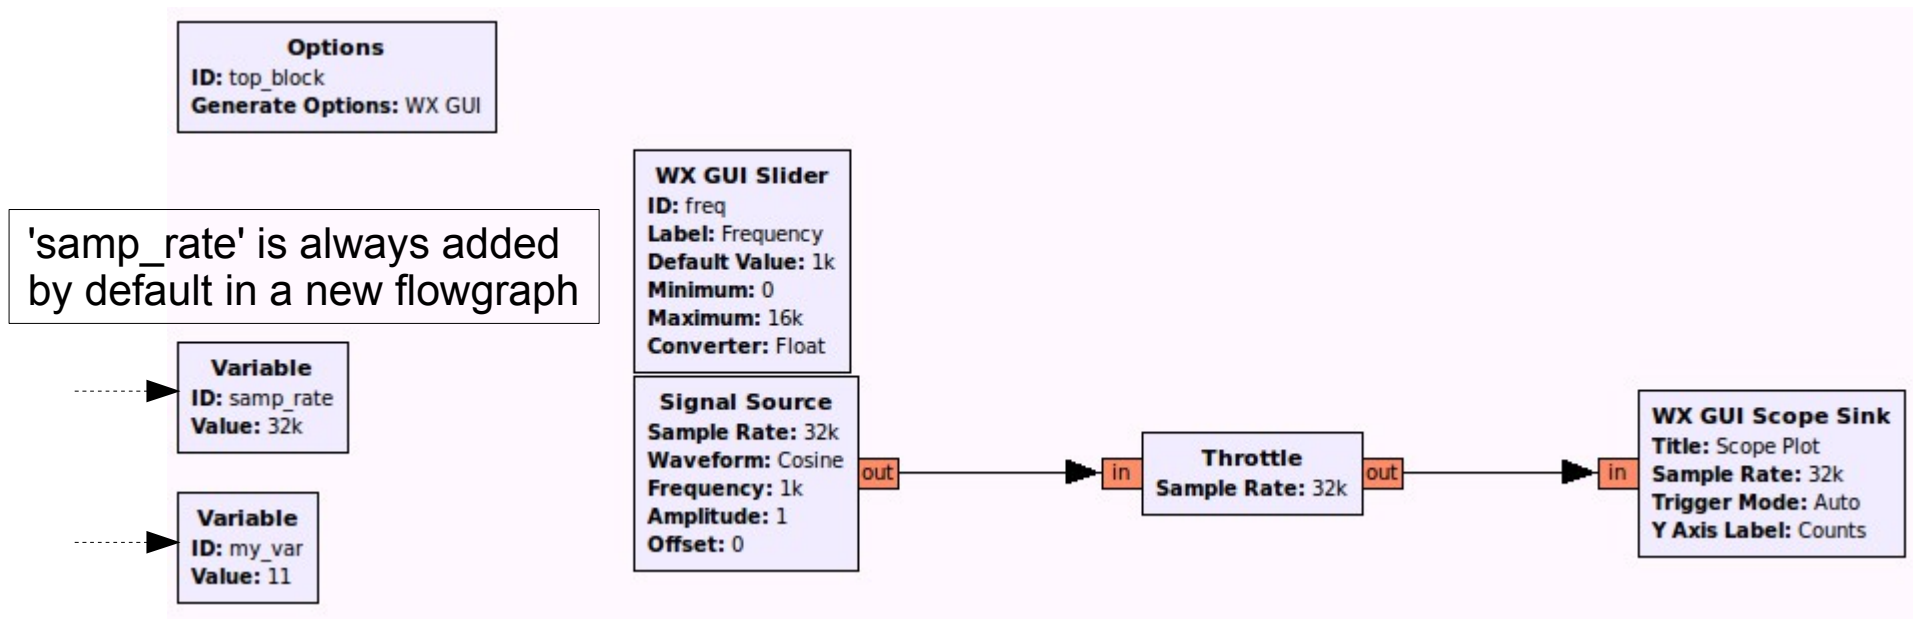 Options
ID: top_block
Generate Options: WX GUI
'samp_rate' is always added
by default in a new flowgraph
Variable
ID: samp_rate
Value: 32k
Variable
ID: my_var
Value: 11
WX GUI Slider
ID: freq
Label: Frequency
Default Value: 1k
Minimum: 0
Maximum: 16k
Converter: Float
Signal Source
Sample Rate: 32k
Waveform: Cosine
Frequency: 1k
Amplitude: 1
Offset: 0
out
in
Throttle
Sample Rate: 32k
out
in
WX GUI Scope Sink
Title: Scope Plot
Sample Rate: 32k
Trigger Mode: Auto
Y Axis Label: Counts